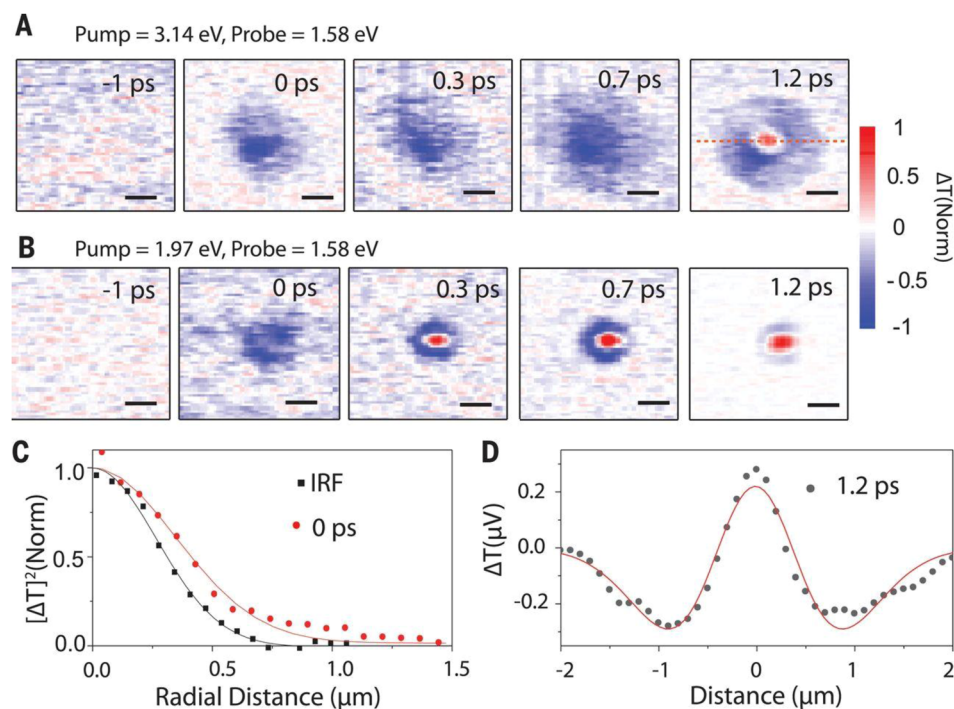 A
Pump = 3.14 eV, Probe = 1.58 eV
-1 ps
0 ps
0.3 ps
0.7 ps
1.2 ps
B
Pump = 1.97 eV, Probe = 1.58 eV
-1 ps
0 ps
0.3 ps
0.7 ps
1.2 ps
1
0.5
0
-0.5
-1
ΔT(Norm)
C
[ΔT]²(Norm)
1.0
0.5
0.0
IRF
0 ps
0.0 0.5 1.0 1.5
Radial Distance (μm)
D
ΔT(μV)
0.2
0.0
-0.2
1.2 ps
-2 -1 0 1 2
Distance (μm)